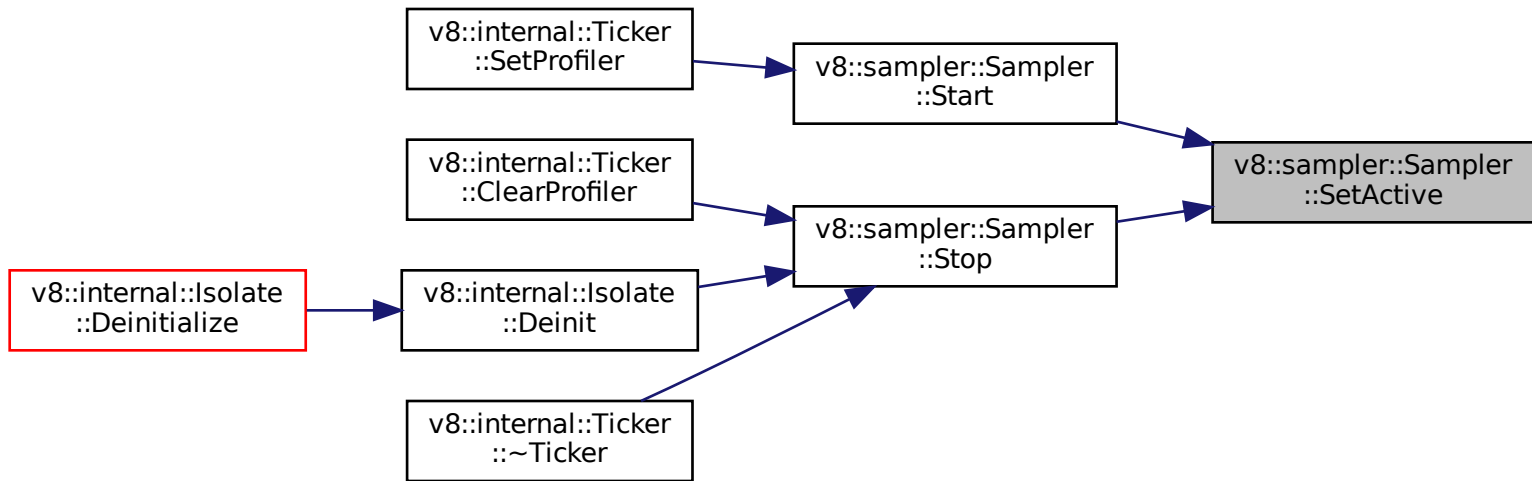 v8::internal::Ticker
::SetProfiler
v8::sampler::Sampler
::Start
v8::internal::Ticker
::ClearProfiler
v8::sampler::Sampler
::SetActive
v8::sampler::Sampler
::Stop
v8::internal::Isolate
::Deinitialize
v8::internal::Isolate
::Deinit
v8::internal::Ticker
::~Ticker